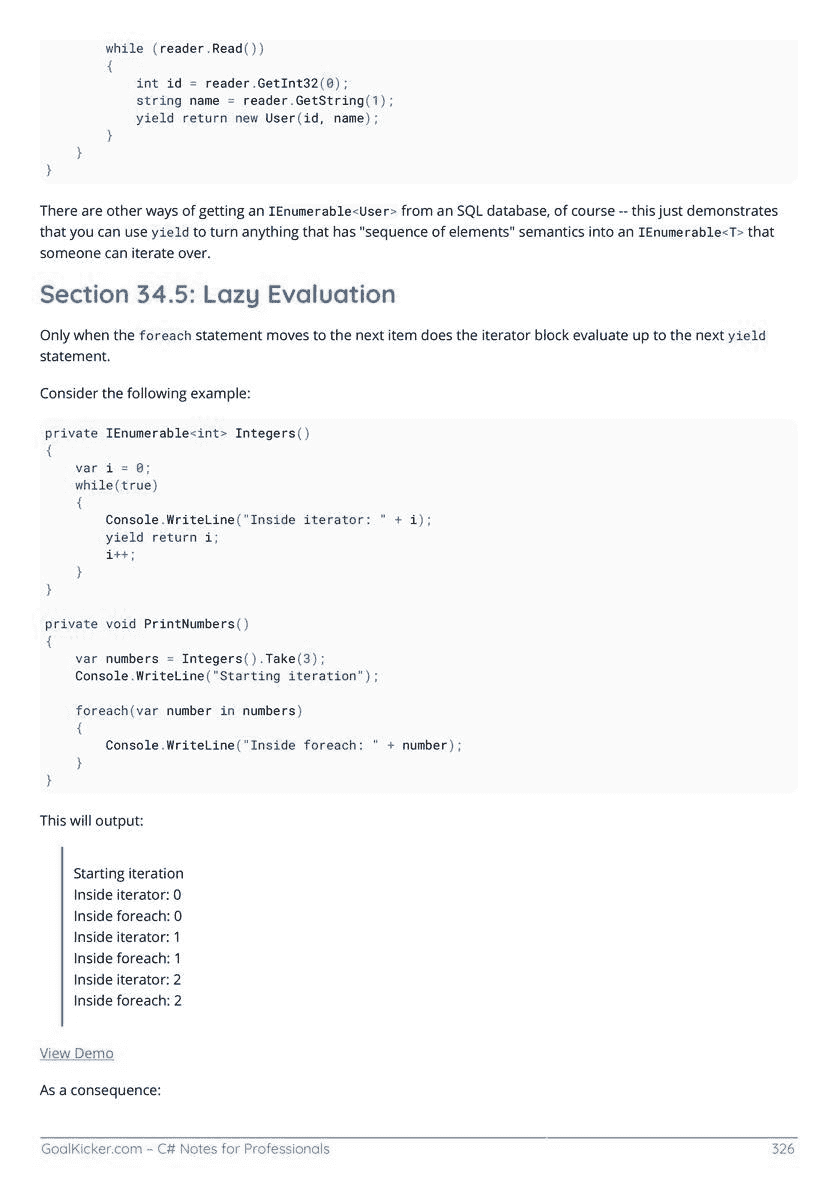 while (reader.Read())
        {
            int id = reader.GetInt32(0);
            string name = reader.GetString(1);
            yield return new User(id, name);
        }
    }
}
There are other ways of getting an IEnumerable<User> from an SQL database, of course -- this just demonstrates
that you can use yield to turn anything that has "sequence of elements" semantics into an IEnumerable<T> that
someone can iterate over.
Section 34.5: Lazy Evaluation
Only when the foreach statement moves to the next item does the iterator block evaluate up to the next yield
statement.
Consider the following example:
private IEnumerable<int> Integers()
{
    var i = 0;
    while(true)
    {
        Console.WriteLine("Inside iterator: " + i);
        yield return i;
        i++;
    }
}
private void PrintNumbers()
{
    var numbers = Integers().Take(3);
    Console.WriteLine("Starting iteration");
    foreach(var number in numbers)
    {
        Console.WriteLine("Inside foreach: " + number);
    }
}
This will output:
Starting iteration
Inside iterator: 0
Inside foreach: 0
Inside iterator: 1
Inside foreach: 1
Inside iterator: 2
Inside foreach: 2
View Demo
As a consequence:
GoalKicker.com – C# Notes for Professionals 326